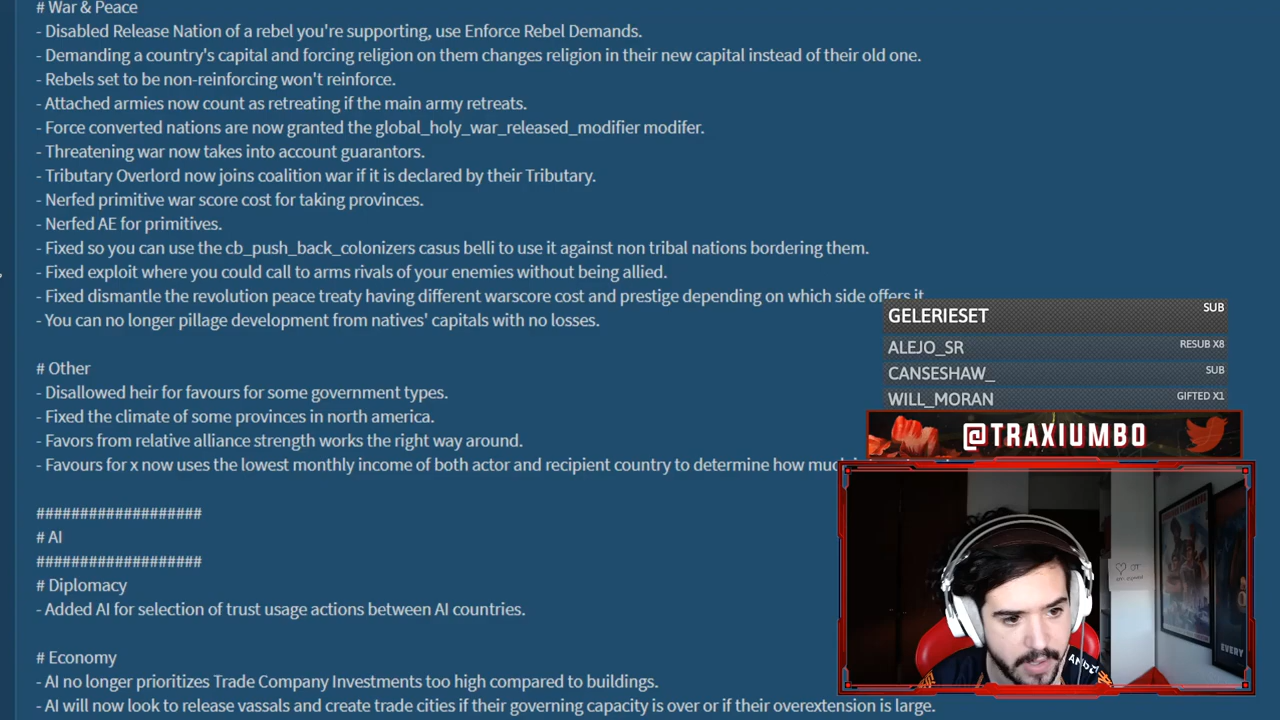 # War & Peace
- Disabled Release Nation of a rebel you're supporting, use Enforce Rebel Demands.
- Demanding a country's capital and forcing religion on them changes religion in their new capital instead of their old one.
- Rebels set to be non-reinforcing won't reinforce.
- Attached armies now count as retreating if the main army retreats.
- Force converted nations are now granted the global_holy_war_released_modifier modifer.
- Threatening war now takes into account guarantors.
- Tributary Overlord now joins coalition war if it is declared by their Tributary.
- Nerfed primitive war score cost for taking provinces.
- Nerfed AE for primitives.
- Fixed so you can use the cb_push_back_colonizers casus belli to use it against non tribal nations bordering them.
- Fixed exploit where you could call to arms rivals of your enemies without being allied.
- Fixed dismantle the revolution peace treaty having different warscore cost and prestige depending on which side offers it
- You can no longer pillage development from natives' capitals with no losses.
# Other
- Disallowed heir for favours for some government types.
- Fixed the climate of some provinces in north america.
- Favors from relative alliance strength works the right way around.
- Favours for x now uses the lowest monthly income of both actor and recipient country to determine how
###################
# AI
###################
# Diplomacy
- Added AI for selection of trust usage actions between AI countries.
# Economy
- AI no longer prioritizes Trade Company Investments too high compared to buildings.
- AI will now look to release vassals and create trade cities if their governing capacity is over or if their overextension is large.
GELERIESET SUB
ALEJO_SR RESUB X8
CANSESHAW_ SUB
WILL_MORAN GIFTED X1
@TRAXIUMBO
EVERY